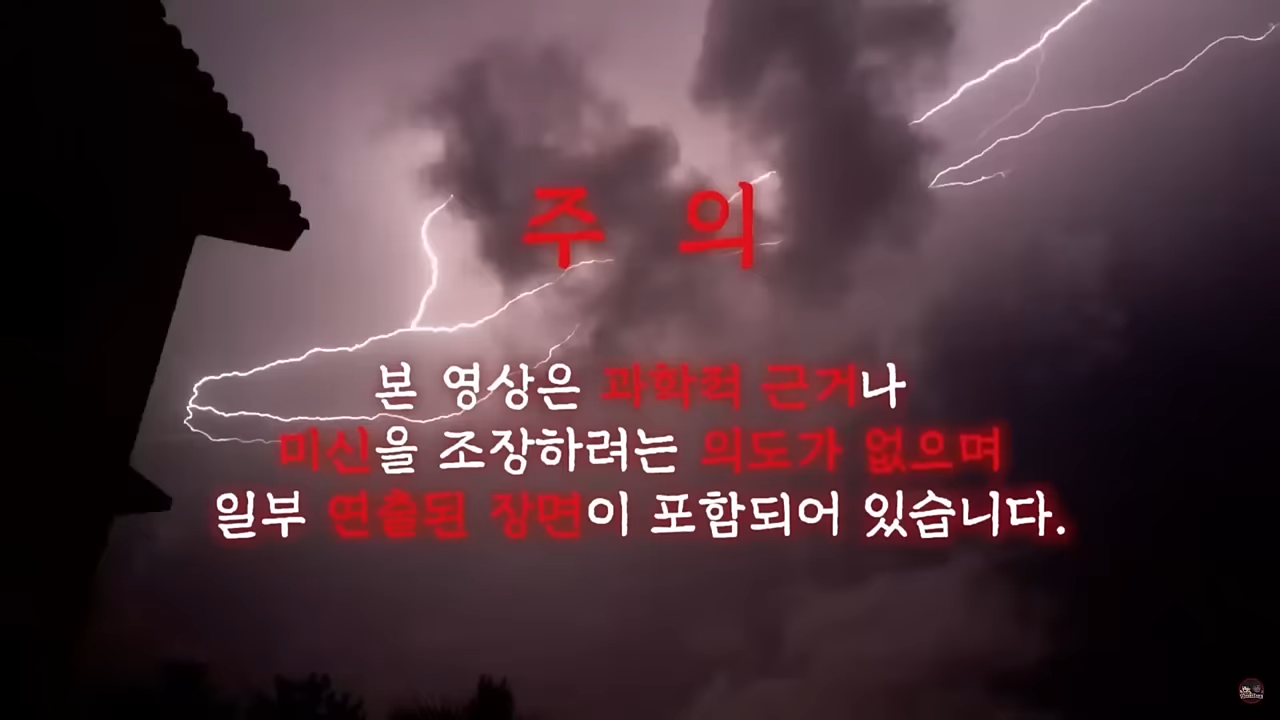 주 의
본 영상은 과학적 근거나
미신을 조장하려는 의도가 없으며
일부 연출된 장면이 포함되어 있습니다.